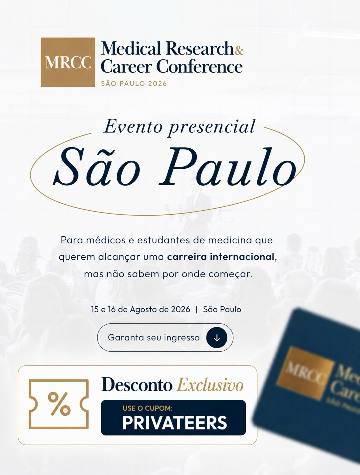 MRCC
Medical Research&
Career Conference
SÃO PAULO 2026
Evento presencial
São Paulo
Para médicos e estudantes de medicina que
querem alcançar uma carreira internacional,
mas não sabem por onde começar.
15 e 16 de Agosto de 2026 | São Paulo
Garanta seu ingresso
%
Desconto Exclusivo
USE O CUPOM:
PRIVATEERS
MRCC